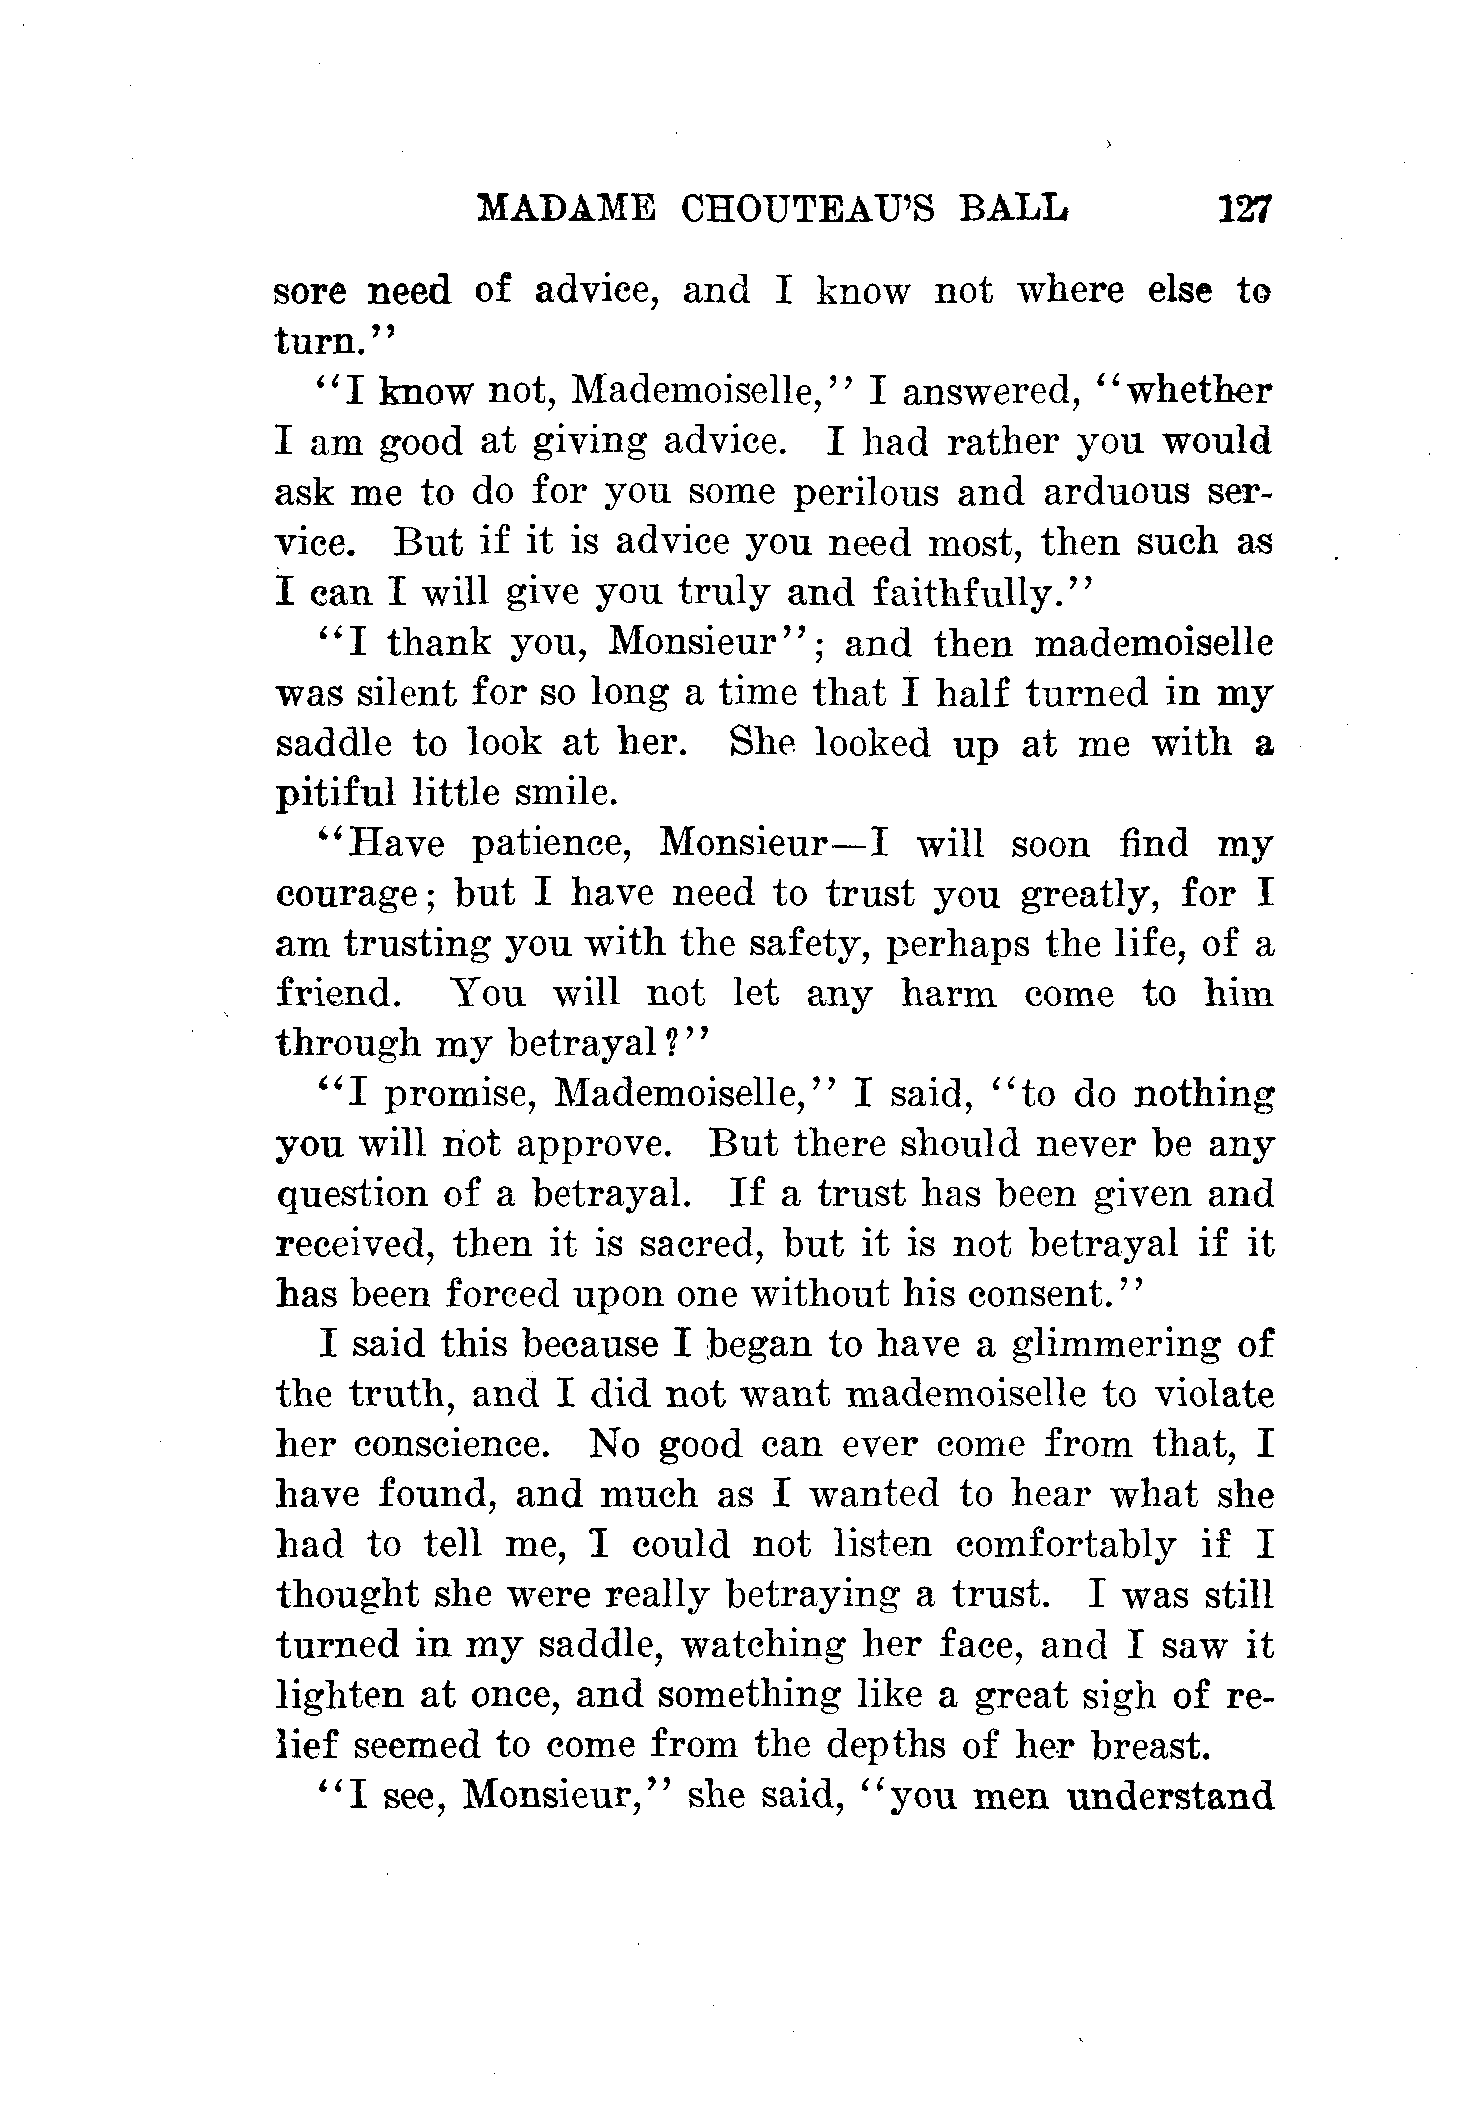 MADAME CHOUTEAU'S BALL 127
sore need of advice, and I know not where else to
turn."
"I know not, Mademoiselle," I answered, "whether
I am good at giving advice. I had rather you would
ask me to do for you some perilous and arduous ser-
vice. But if it is advice you need most, then such as
I can I will give you truly and faithfully."
"I thank you, Monsieur"; and then mademoiselle
was silent for so long a time that I half turned in my
saddle to look at her. She looked up at me with a
pitiful little smile.
"Have patience, Monsieur—I will soon find my
courage; but I have need to trust you greatly, for I
am trusting you with the safety, perhaps the life, of a
friend. You will not let any harm come to him
through my betrayal?"
"I promise, Mademoiselle," I said, "to do nothing
you will not approve. But there should never be any
question of a betrayal. If a trust has been given and
received, then it is sacred, but it is not betrayal if it
has been forced upon one without his consent."
I said this because I began to have a glimmering of
the truth, and I did not want mademoiselle to violate
her conscience. No good can ever come from that, I
have found, and much as I wanted to hear what she
had to tell me, I could not listen comfortably if I
thought she were really betraying a trust. I was still
turned in my saddle, watching her face, and I saw it
lighten at once, and something like a great sigh of re-
lief seemed to come from the depths of her breast.
"I see, Monsieur," she said, "you men understand